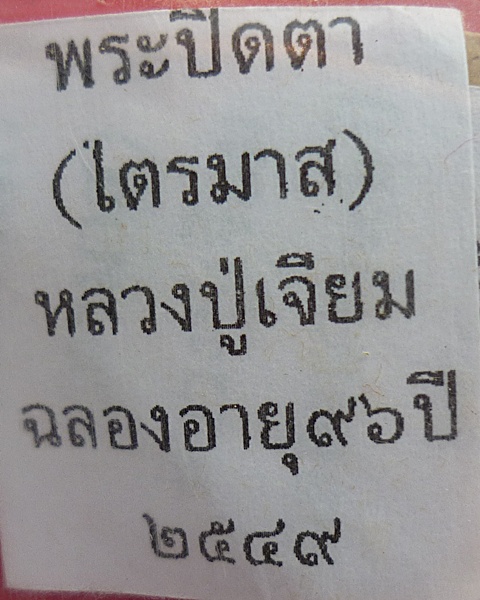 พระปิดตา
(ไตรมาส)
หลวงปู่เจียม
ฉลองอายุ๙๖ปี
๒๕๔๙